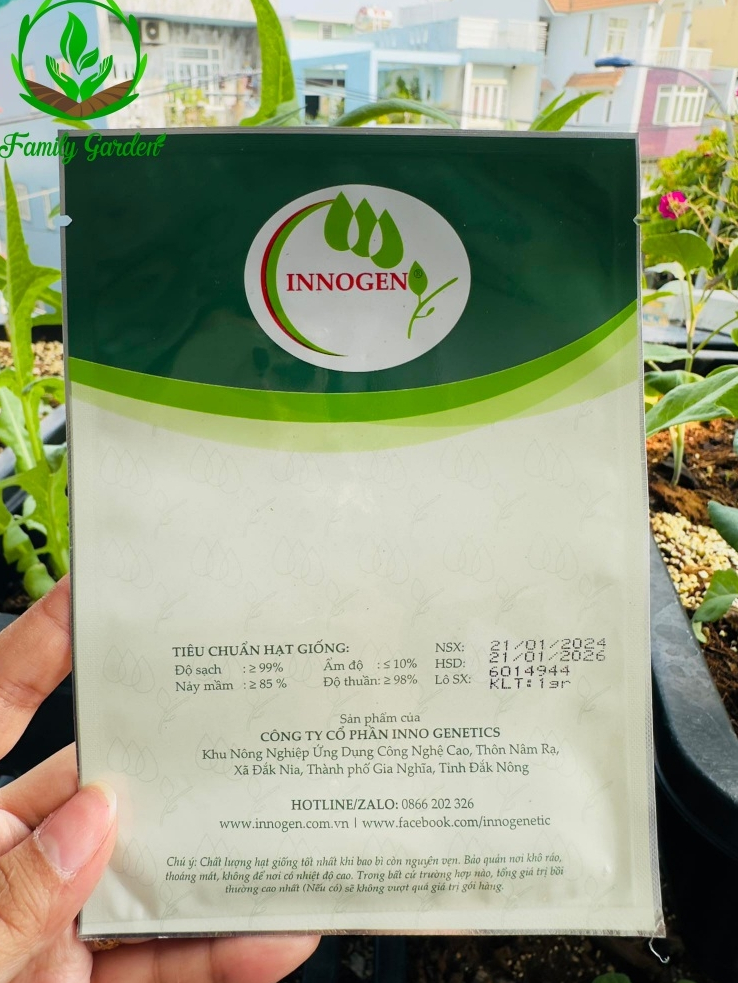 Family Garden
INNOGEN®
TIÊU CHUẨN HẠT GIỐNG:
Độ sạch : ≥ 99% Ẩm độ : ≤ 10%
Nảy mầm : ≥ 85 % Độ thuần: ≥ 98%
NSX: 21/01/2024
HSD: 21/01/2026
Lô SX: 6014944
KLT: 1gr
Sản phẩm của
CÔNG TY CỔ PHẦN INNO GENETICS
Khu Nông Nghiệp Ứng Dụng Công Nghệ Cao, Thôn Nâm Rạ,
Xã Đắk Nia, Thành phố Gia Nghĩa, Tỉnh Đắk Nông
HOTLINE/ZALO: 0866 202 326
www.innogen.com.vn | www.facebook.com/innogenetic
Chú ý: Chất lượng hạt giống tốt nhất khi bao bì còn nguyên vẹn. Bảo quản nơi khô ráo,
thoáng mát, không để nơi có nhiệt độ cao. Trong bất cứ trường hợp nào, tổng giá trị bồi
thường cao nhất (Nếu có) sẽ không vượt quá giá trị gói hàng.